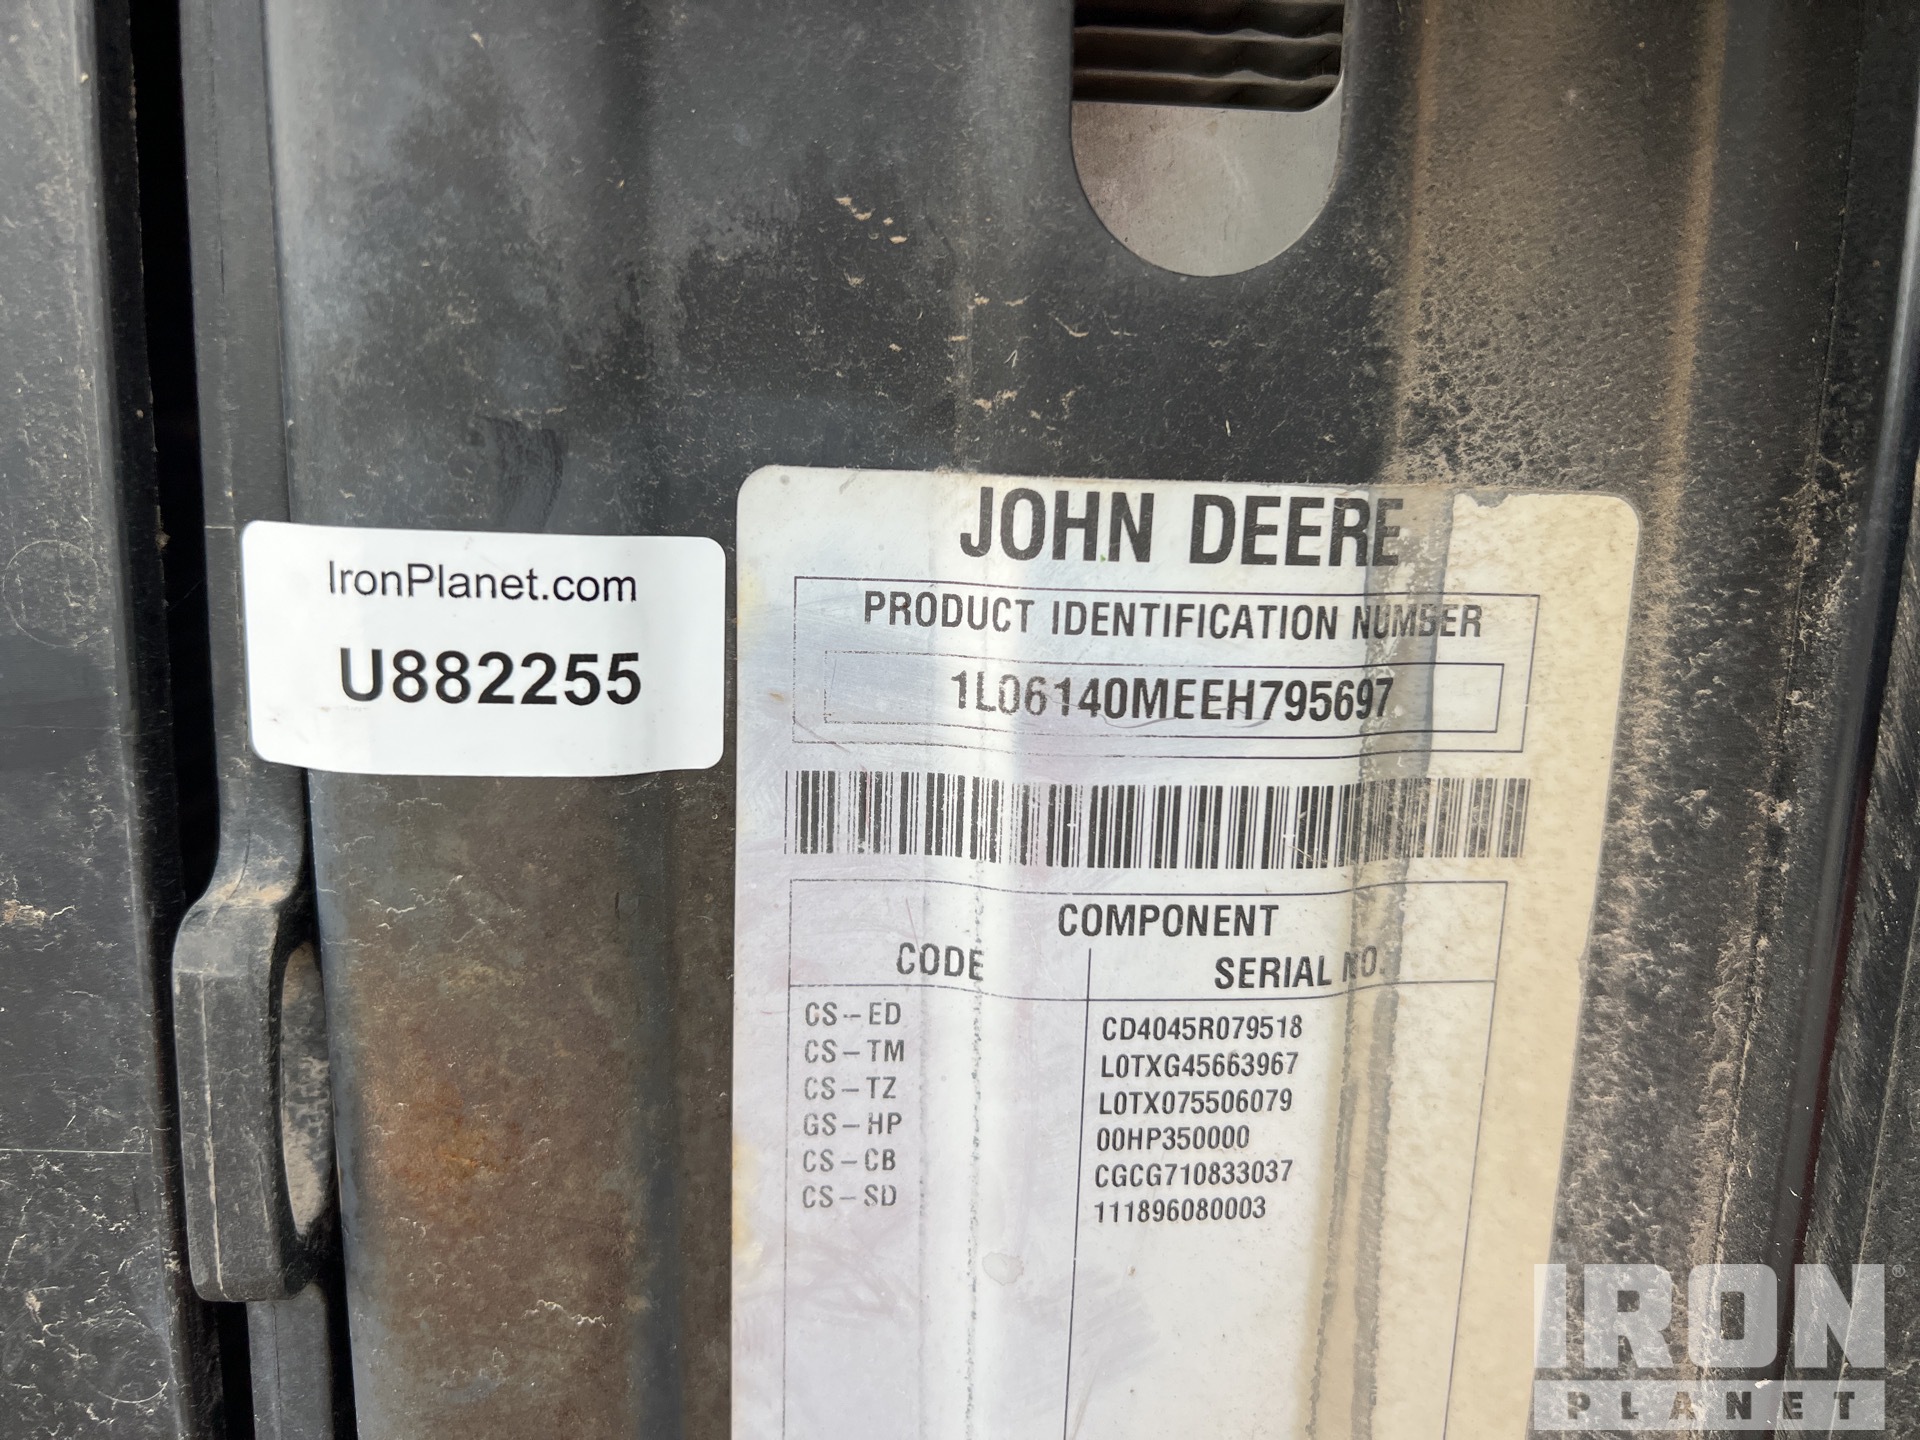 IronPlanet.com
U882255
JOHN DEERE
PRODUCT IDENTIFICATION NUMBER
1L06140MEEH795697
COMPONENT
CODE SERIAL NO.
CS-ED CD4045R079518
CS-TM L0TXG45663967
CS-TZ L0TX075506079
GS-HP 00HP350000
CS-CB CGCG710833037
CS-SD 111896080003
IRON®
PLANET